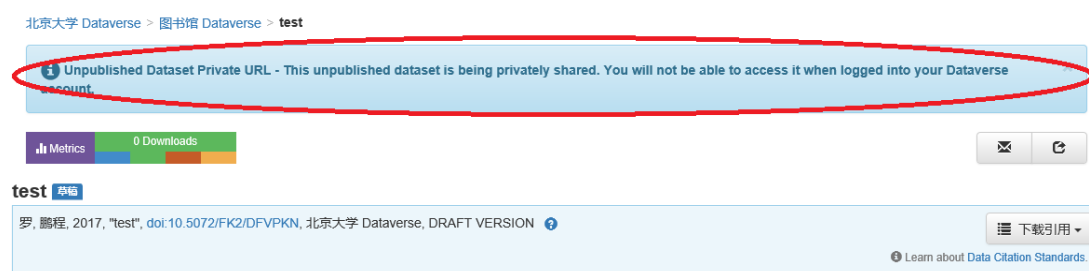 北京大学 Dataverse > 图书馆 Dataverse > test
Unpublished Dataset Private URL - This unpublished dataset is being privately shared. You will not be able to access it when logged into your Dataverse
account.
Metrics
0 Downloads
test 草稿
罗, 鹏程, 2017, "test", doi:10.5072/FK2/DFVPKN, 北京大学 Dataverse, DRAFT VERSION
下载引用
Learn about Data Citation Standards.